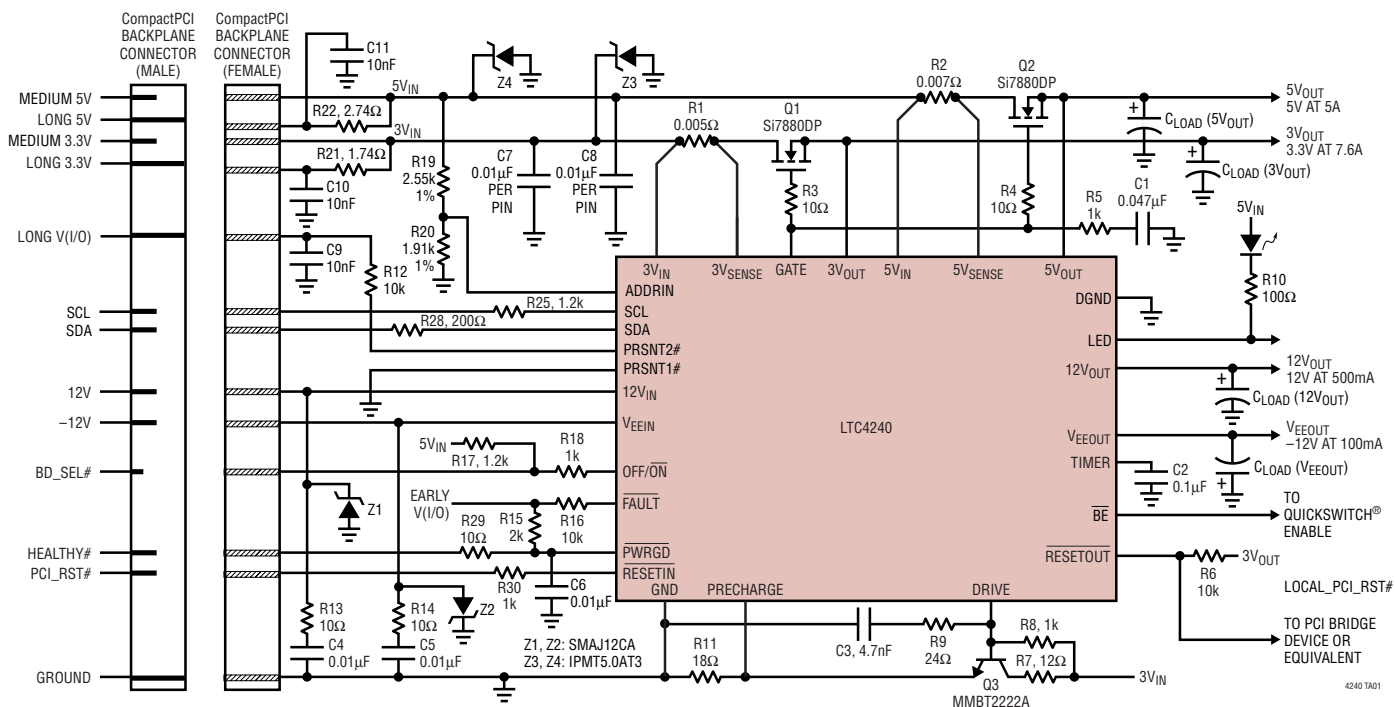 CompactPCI
BACKPLANE
CONNECTOR
(MALE)
CompactPCI
BACKPLANE
CONNECTOR
(FEMALE)
MEDIUM 5V
LONG 5V
MEDIUM 3.3V
LONG 3.3V
LONG V(I/O)
SCL
SDA
12V
–12V
BD_SEL#
HEALTHY#
PCI_RST#
GROUND
C11
10nF
Z4
Z3
5VIN
R22, 2.74Ω
3VIN
R21, 1.74Ω
C10
10nF
C9
10nF
R12
10k
R19
2.55k
1%
R20
1.91k
1%
C7
0.01µF
PER
PIN
C8
0.01µF
PER
PIN
R1
0.005Ω
Q1
Si7880DP
R3
10Ω
R2
0.007Ω
Q2
Si7880DP
R4
10Ω
R5
1k
C1
0.047µF
5VOUT
5V AT 5A
CLOAD (5VOUT)
3VOUT
3.3V AT 7.6A
CLOAD (3VOUT)
5VIN
R10
100Ω
3VIN
3VSENSE
GATE
3VOUT
5VIN
5VSENSE
5VOUT
ADDRIN
SCL
SDA
PRSNT2#
PRSNT1#
12VIN
VEEIN
OFF/ON
FAULT
PWRGD
RESETIN
GND
PRECHARGE
DRIVE
LTC4240
DGND
LED
12VOUT
VEEOUT
TIMER
BE
RESETOUT
R25, 1.2k
R28, 200Ω
5VIN
R17, 1.2k
R18
1k
EARLY
V(I/O)
R29
10Ω
R15
2k
R16
10k
R30
1k
C6
0.01µF
Z1
Z2
R13
10Ω
C4
0.01µF
R14
10Ω
C5
0.01µF
Z1, Z2: SMAJ12CA
Z3, Z4: IPMT5.0AT3
R11
18Ω
C3, 4.7nF
R9
24Ω
R8, 1k
R7, 12Ω
Q3
MMBT2222A
3VIN
12VOUT
12V AT 500mA
CLOAD (12VOUT)
VEEOUT
–12V AT 100mA
CLOAD (VEEOUT)
C2
0.1µF
TO
QUICKSWITCH®
ENABLE
3VOUT
R6
10k
LOCAL_PCI_RST#
TO PCI BRIDGE
DEVICE OR
EQUIVALENT
4240 TA01